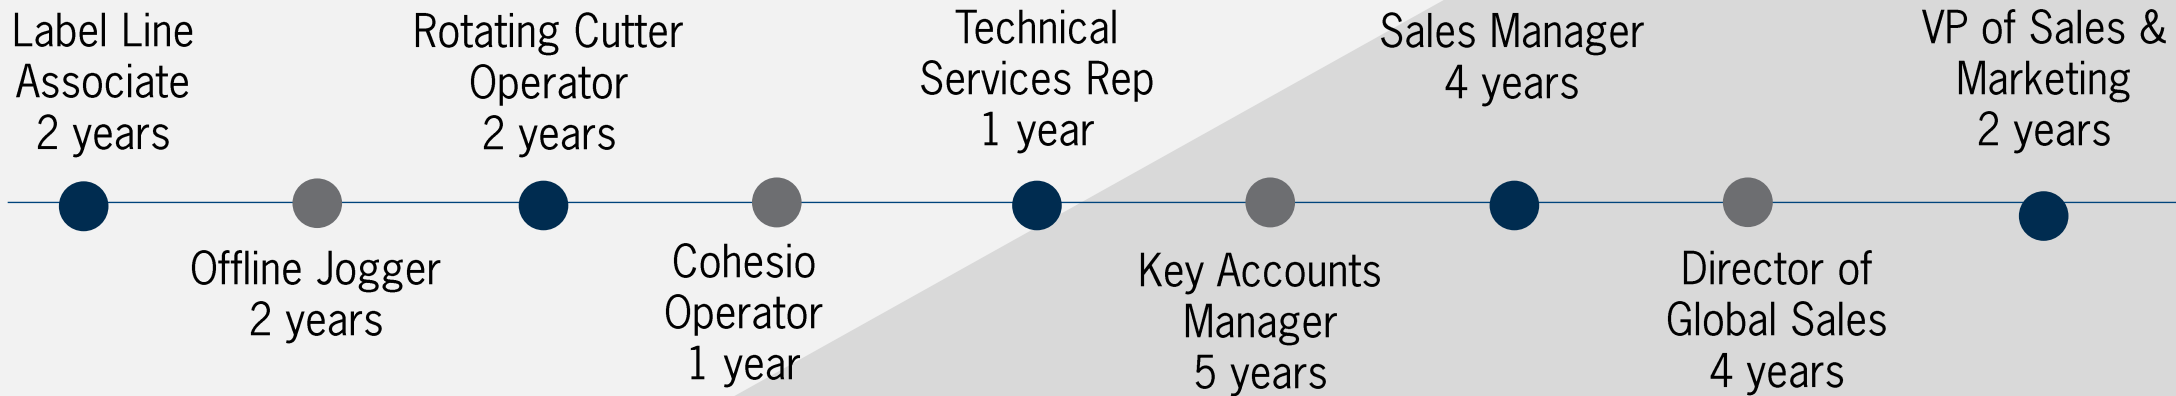 Label Line
Associate
2 years
Offline Jogger
2 years
Rotating Cutter
Operator
2 years
Cohesio
Operator
1 year
Technical
Services Rep
1 year
Key Accounts
Manager
5 years
Sales Manager
4 years
Director of
Global Sales
4 years
VP of Sales &
Marketing
2 years